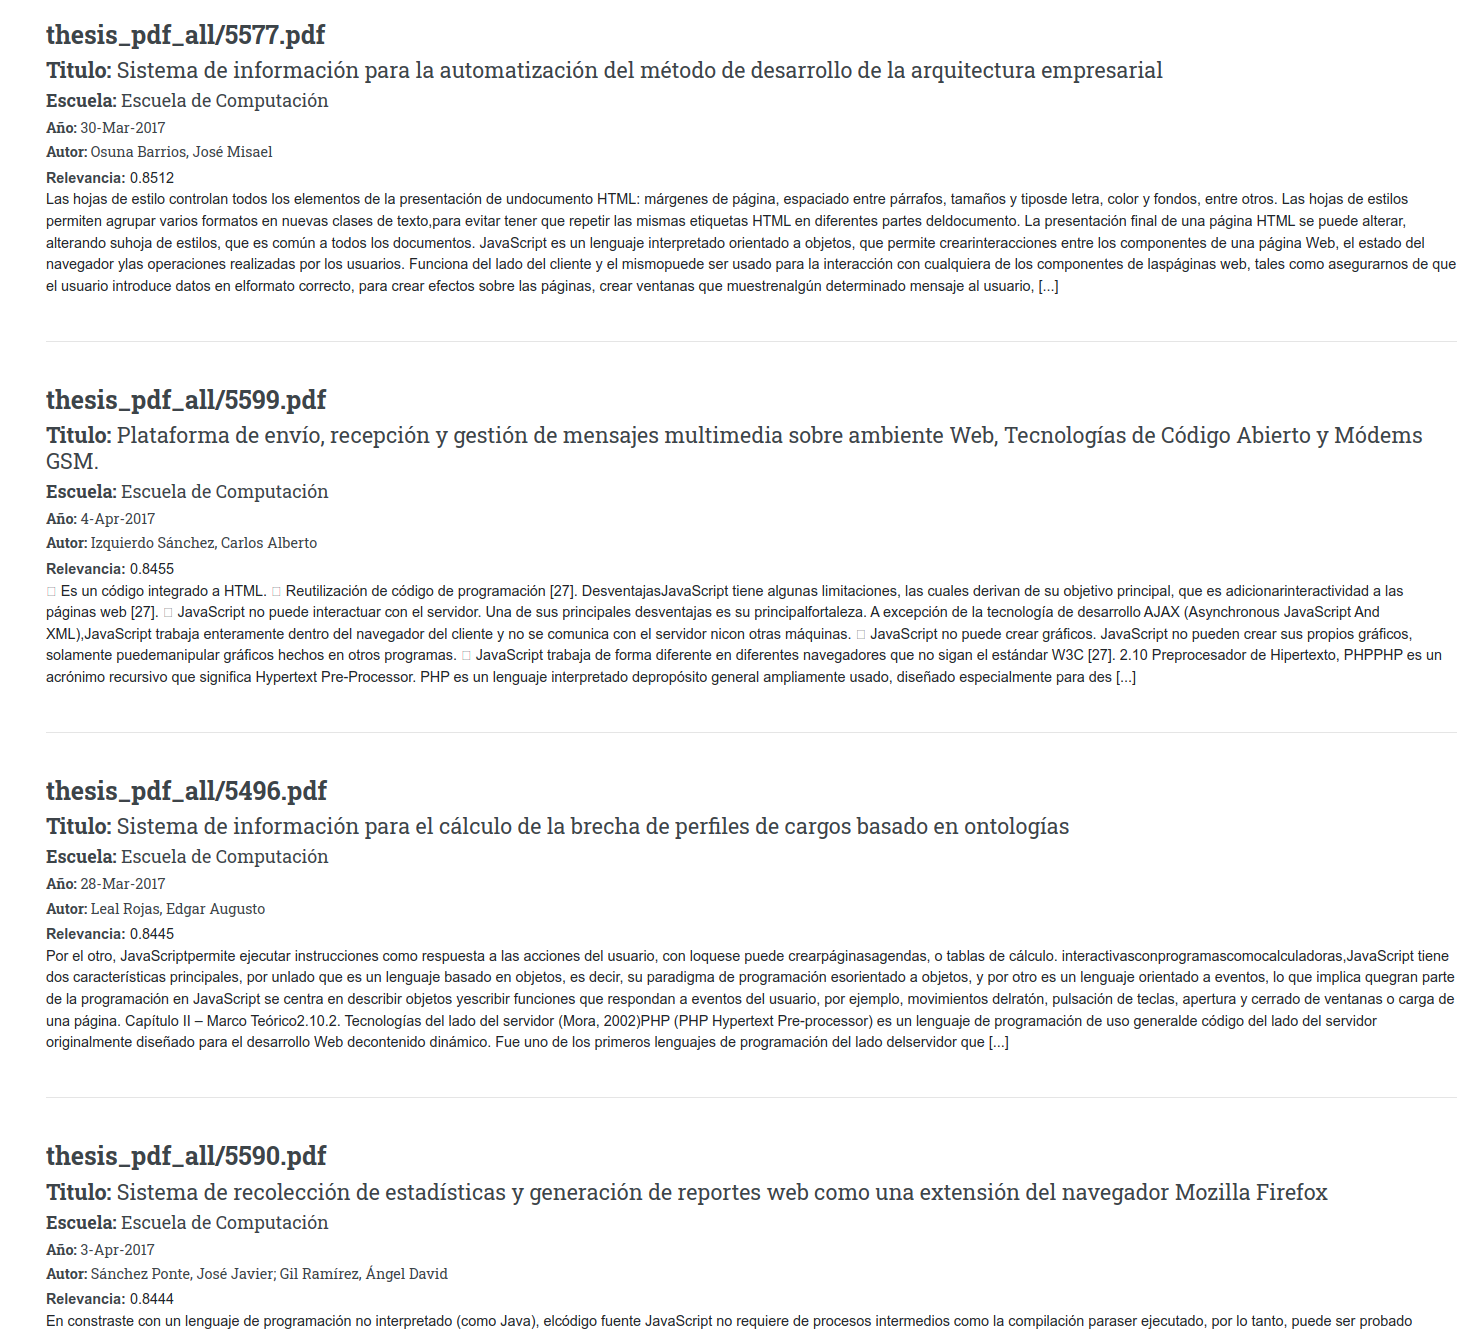 thesis_pdf_all/5577.pdf
Titulo: Sistema de información para la automatización del método de desarrollo de la arquitectura empresarial
Escuela: Escuela de Computación
Año: 30-Mar-2017
Autor: Osuna Barrios, José Misael
Relevancia: 0.8512
Las hojas de estilo controlan todos los elementos de la presentación de undocumento HTML: márgenes de página, espaciado entre párrafos, tamaños y tiposde letra, color y fondos, entre otros. Las hojas de estilos
permiten agrupar varios formatos en nuevas clases de texto,para evitar tener que repetir las mismas etiquetas HTML en diferentes partes deldocumento. La presentación final de una página HTML se puede alterar,
alterando suhoja de estilos, que es común a todos los documentos. JavaScript es un lenguaje interpretado orientado a objetos, que permite crearinteracciones entre los componentes de una página Web, el estado del
navegador ylas operaciones realizadas por los usuarios. Funciona del lado del cliente y el mismopuede ser usado para la interacción con cualquiera de los componentes de laspáginas web, tales como asegurarnos de que
el usuario introduce datos en elformato correcto, para crear efectos sobre las páginas, crear ventanas que muestrenalgún determinado mensaje al usuario, [...]
thesis_pdf_all/5599.pdf
Titulo: Plataforma de envío, recepción y gestión de mensajes multimedia sobre ambiente Web, Tecnologías de Código Abierto y Módems
GSM.
Escuela: Escuela de Computación
Año: 4-Apr-2017
Autor: Izquierdo Sánchez, Carlos Alberto
Relevancia: 0.8455
 Es un código integrado a HTML.  Reutilización de código de programación [27]. DesventajasJavaScript tiene algunas limitaciones, las cuales derivan de su objetivo principal, que es adicionarinteractividad a las
páginas web [27].  JavaScript no puede interactuar con el servidor. Una de sus principales desventajas es su principalfortaleza. A excepción de la tecnología de desarrollo AJAX (Asynchronous JavaScript And
XML),JavaScript trabaja enteramente dentro del navegador del cliente y no se comunica con el servidor nicon otras máquinas.  JavaScript no puede crear gráficos. JavaScript no pueden crear sus propios gráficos,
solamente puedemanipular gráficos hechos en otros programas.  JavaScript trabaja de forma diferente en diferentes navegadores que no sigan el estándar W3C [27]. 2.10 Preprocesador de Hipertexto, PHPPHP es un
acrónimo recursivo que significa Hypertext Pre-Processor. PHP es un lenguaje interpretado depropósito general ampliamente usado, diseñado especialmente para des [...]
thesis_pdf_all/5496.pdf
Titulo: Sistema de información para el cálculo de la brecha de perfiles de cargos basado en ontologías
Escuela: Escuela de Computación
Año: 28-Mar-2017
Autor: Leal Rojas, Edgar Augusto
Relevancia: 0.8445
Por el otro, JavaScriptpermite ejecutar instrucciones como respuesta a las acciones del usuario, con loquese puede crearpáginasagendas, o tablas de cálculo. interactivasconprogramascomocalculadoras,JavaScript tiene
dos características principales, por unlado que es un lenguaje basado en objetos, es decir, su paradigma de programación esorientado a objetos, y por otro es un lenguaje orientado a eventos, lo que implica quegran parte
de la programación en JavaScript se centra en describir objetos yescribir funciones que respondan a eventos del usuario, por ejemplo, movimientos delratón, pulsación de teclas, apertura y cerrado de ventanas o carga de
una página. Capítulo II – Marco Teórico2.10.2. Tecnologías del lado del servidor (Mora, 2002)PHP (PHP Hypertext Pre-processor) es un lenguaje de programación de uso generalde código del lado del servidor
originalmente diseñado para el desarrollo Web decontenido dinámico. Fue uno de los primeros lenguajes de programación del lado delservidor que [...]
thesis_pdf_all/5590.pdf
Titulo: Sistema de recolección de estadísticas y generación de reportes web como una extensión del navegador Mozilla Firefox
Escuela: Escuela de Computación
Año: 3-Apr-2017
Autor: Sánchez Ponte, José Javier; Gil Ramírez, Ángel David
Relevancia: 0.8444
En constraste con un lenguaje de programación no interpretado (como Java), elcódigo fuente JavaScript no requiere de procesos intermedios como la compilación paraser ejecutado, por lo tanto, puede ser probado